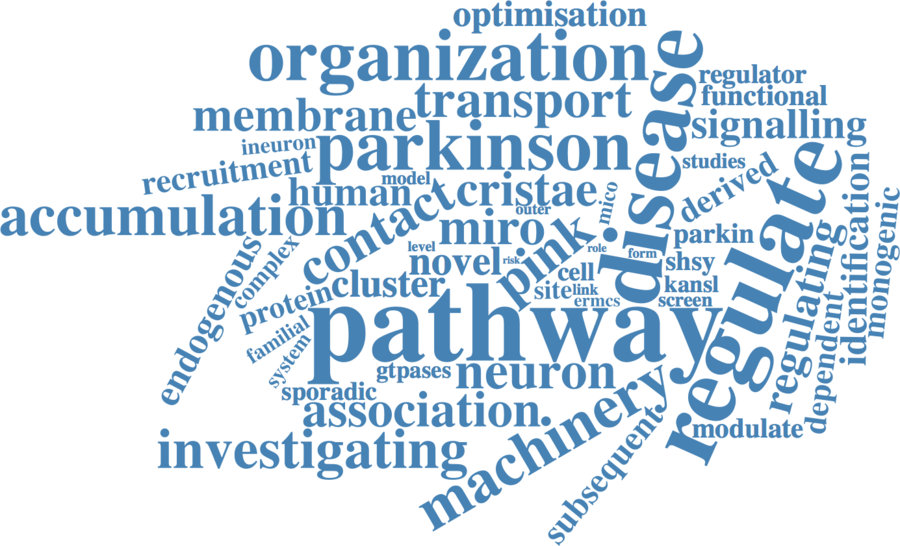 optimisation
organization
disease
regulator
functional
transport
membrane
signalling
ineuron
parkinson
studies
recruitment
model
human
contact
cristae
mico
derived
regulate
identification
monogenic
accumulation
outer
miro
pink
role
parkin
endogenous
complex
level
novel
risk
form
shsy
cell
regulating
protein
cluster
site
link
kansl
ermcs
screen
dependent
familial
pathway
system
gtpases
neuron
sporadic
association.
machinery
modulate
investigating
subsequent